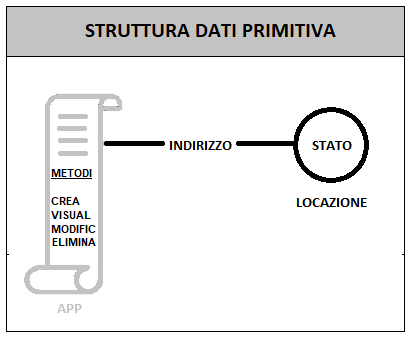 STRUTTURA DATI PRIMITIVA
METODI
CREA
VISUAL
MODIFIC
ELIMINA
APP
INDIRIZZO
STATO
LOCAZIONE